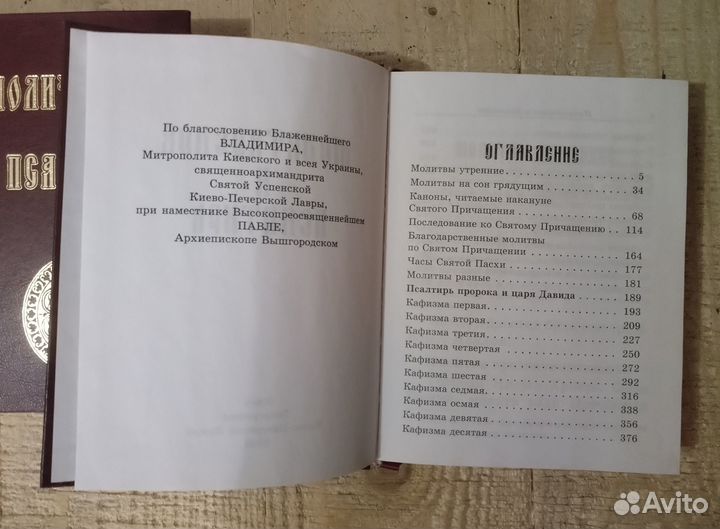 По благословению Блаженнейшего
ВЛАДИМИРА,
Митрополита Киевского и всея Украины,
священноархимандрита
Святой Успенской
Киево-Печерской Лавры,
при наместнике Высокопреосвященнейшем
ПАВЛЕ,
Архиепископе Вышгородском
ОГЛАВЛЕНИЕ
Молитвы утренние . . . . . . . . . . . . . . . . . 5
Молитвы на сон грядущим . . . . . . . . . . . 34
Каноны, читаемые накануне
Святого Причащения . . . . . . . . . . . . . . . 68
Последование ко Святому Причащению . . 114
Благодарственные молитвы
по Святом Причащении . . . . . . . . . . . . . 164
Часы Святой Пасхи . . . . . . . . . . . . . . . . 177
Молитвы разные . . . . . . . . . . . . . . . . . . 181
Псалтирь пророка и царя Давида . . . . . . 189
Кафизма первая . . . . . . . . . . . . . . . . . . 193
Кафизма вторая . . . . . . . . . . . . . . . . . . 209
Кафизма третия . . . . . . . . . . . . . . . . . . 227
Кафизма четвертая . . . . . . . . . . . . . . . . 250
Кафизма пятая . . . . . . . . . . . . . . . . . . . 272
Кафизма шестая . . . . . . . . . . . . . . . . . . 292
Кафизма седмая . . . . . . . . . . . . . . . . . . 316
Кафизма осмая . . . . . . . . . . . . . . . . . . . 338
Кафизма девятая . . . . . . . . . . . . . . . . . 356
Кафизма десятая . . . . . . . . . . . . . . . . . 376
Avito